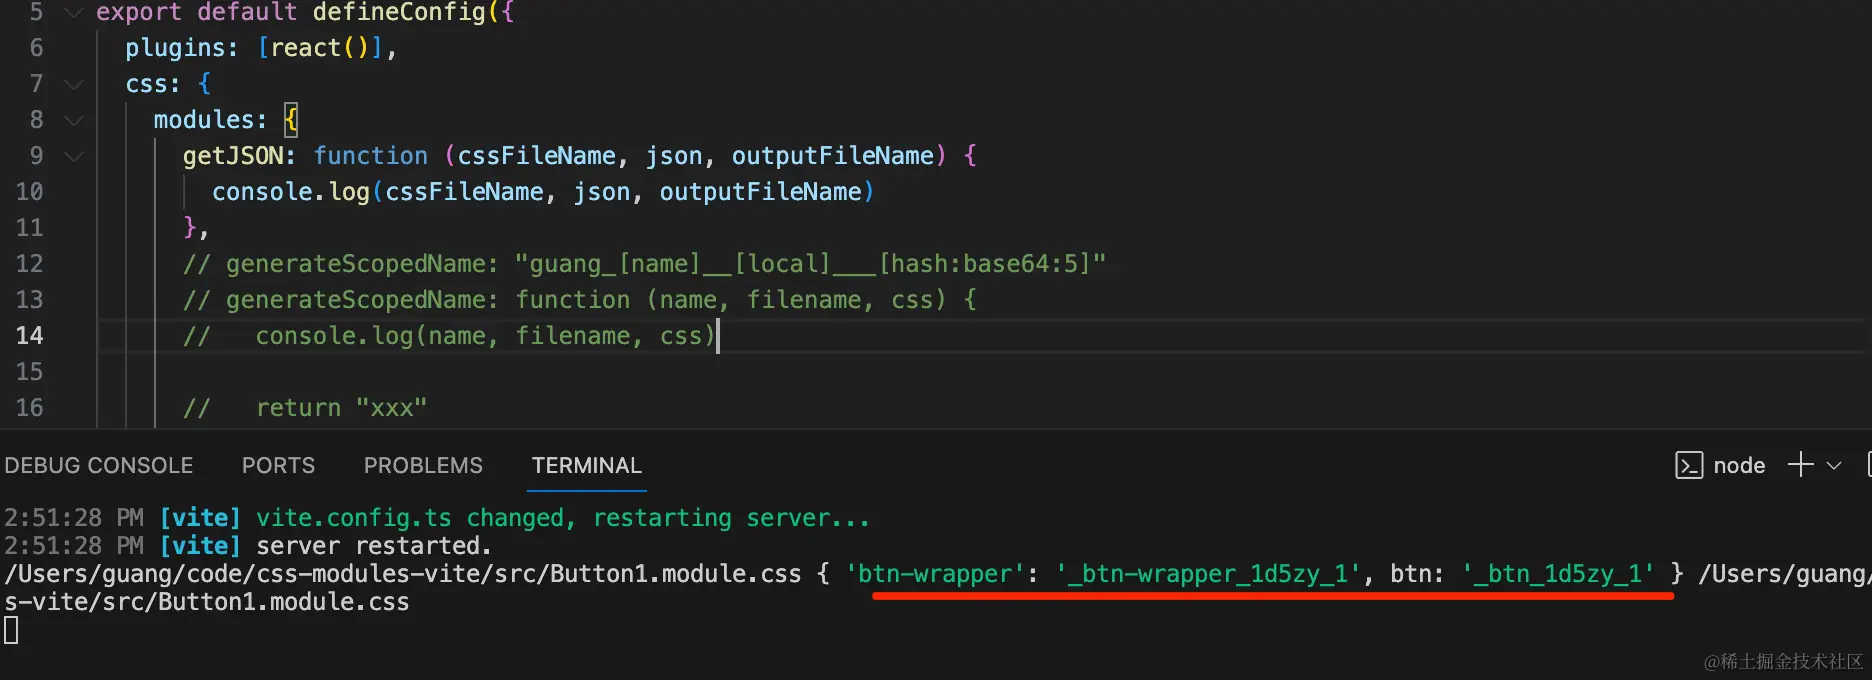 5 export default defineConfig({
6 plugins: [react()],
7 css: {
8 modules: {
9 getJSON: function (cssFileName, json, outputFileName) {
10 console.log(cssFileName, json, outputFileName)
11 },
12 // generateScopedName: "guang_[name]__[local]___[hash:base64:5]"
13 // generateScopedName: function (name, filename, css) {
14 //   console.log(name, filename, css)
15
16 //   return "xxx"
DEBUG CONSOLE PORTS PROBLEMS TERMINAL node
2:51:28 PM [vite] vite.config.ts changed, restarting server...
2:51:28 PM [vite] server restarted.
/Users/guang/code/css-modules-vite/src/Button1.module.css { 'btn-wrapper': '_btn-wrapper_1d5zy_1', btn: '_btn_1d5zy_1' } /Users/guang/
s-vite/src/Button1.module.css
@稀土掘金技术社区